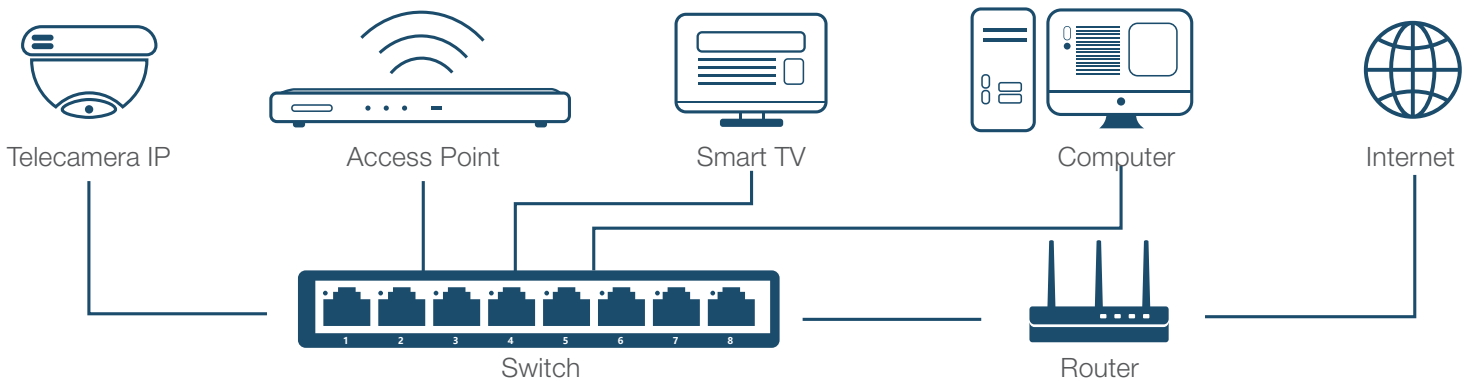 Telecamera IP
Access Point
Smart TV
Computer
Internet
1 2 3 4 5 6 7 8
Switch
Router